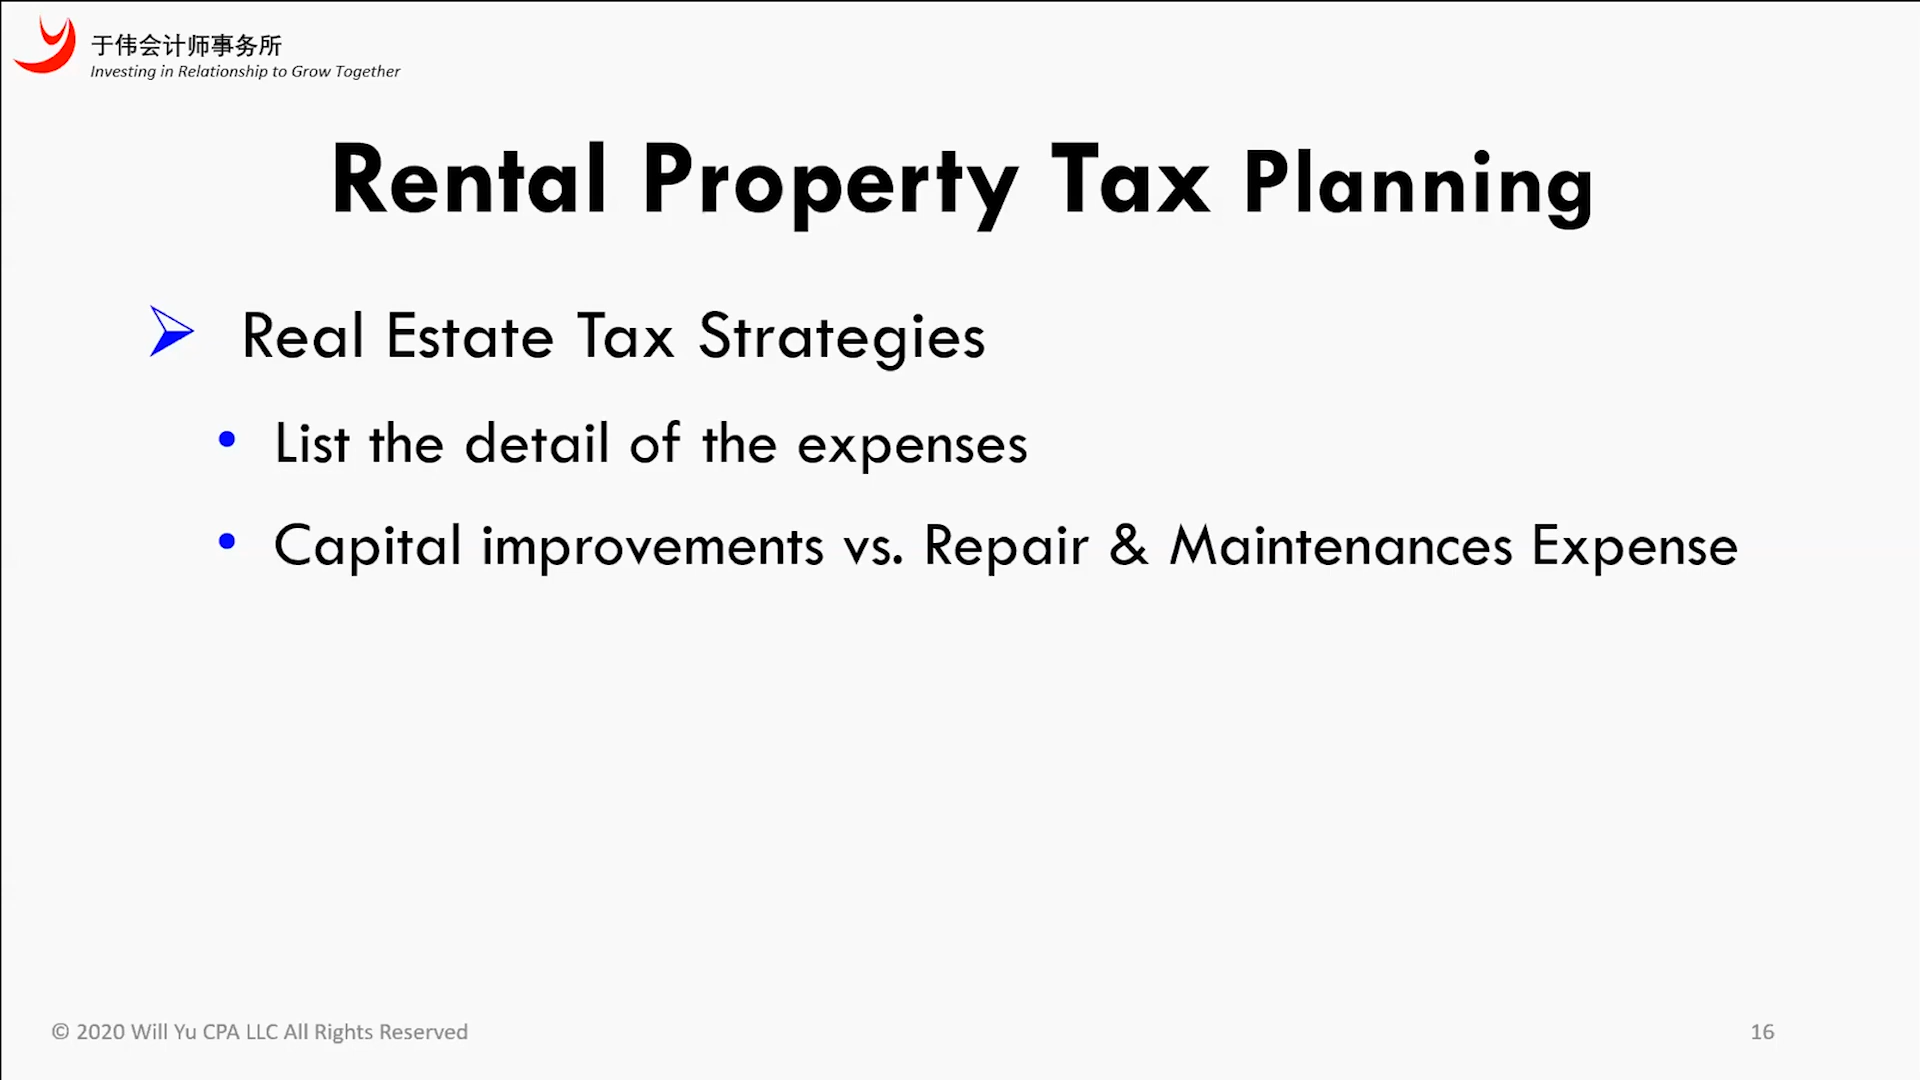 于伟会计师事务所
Investing in Relationship to Grow Together
Rental Property Tax Planning
Real Estate Tax Strategies
List the detail of the expenses
Capital improvements vs. Repair & Maintenances Expense
© 2020 Will Yu CPA LLC All Rights Reserved
16